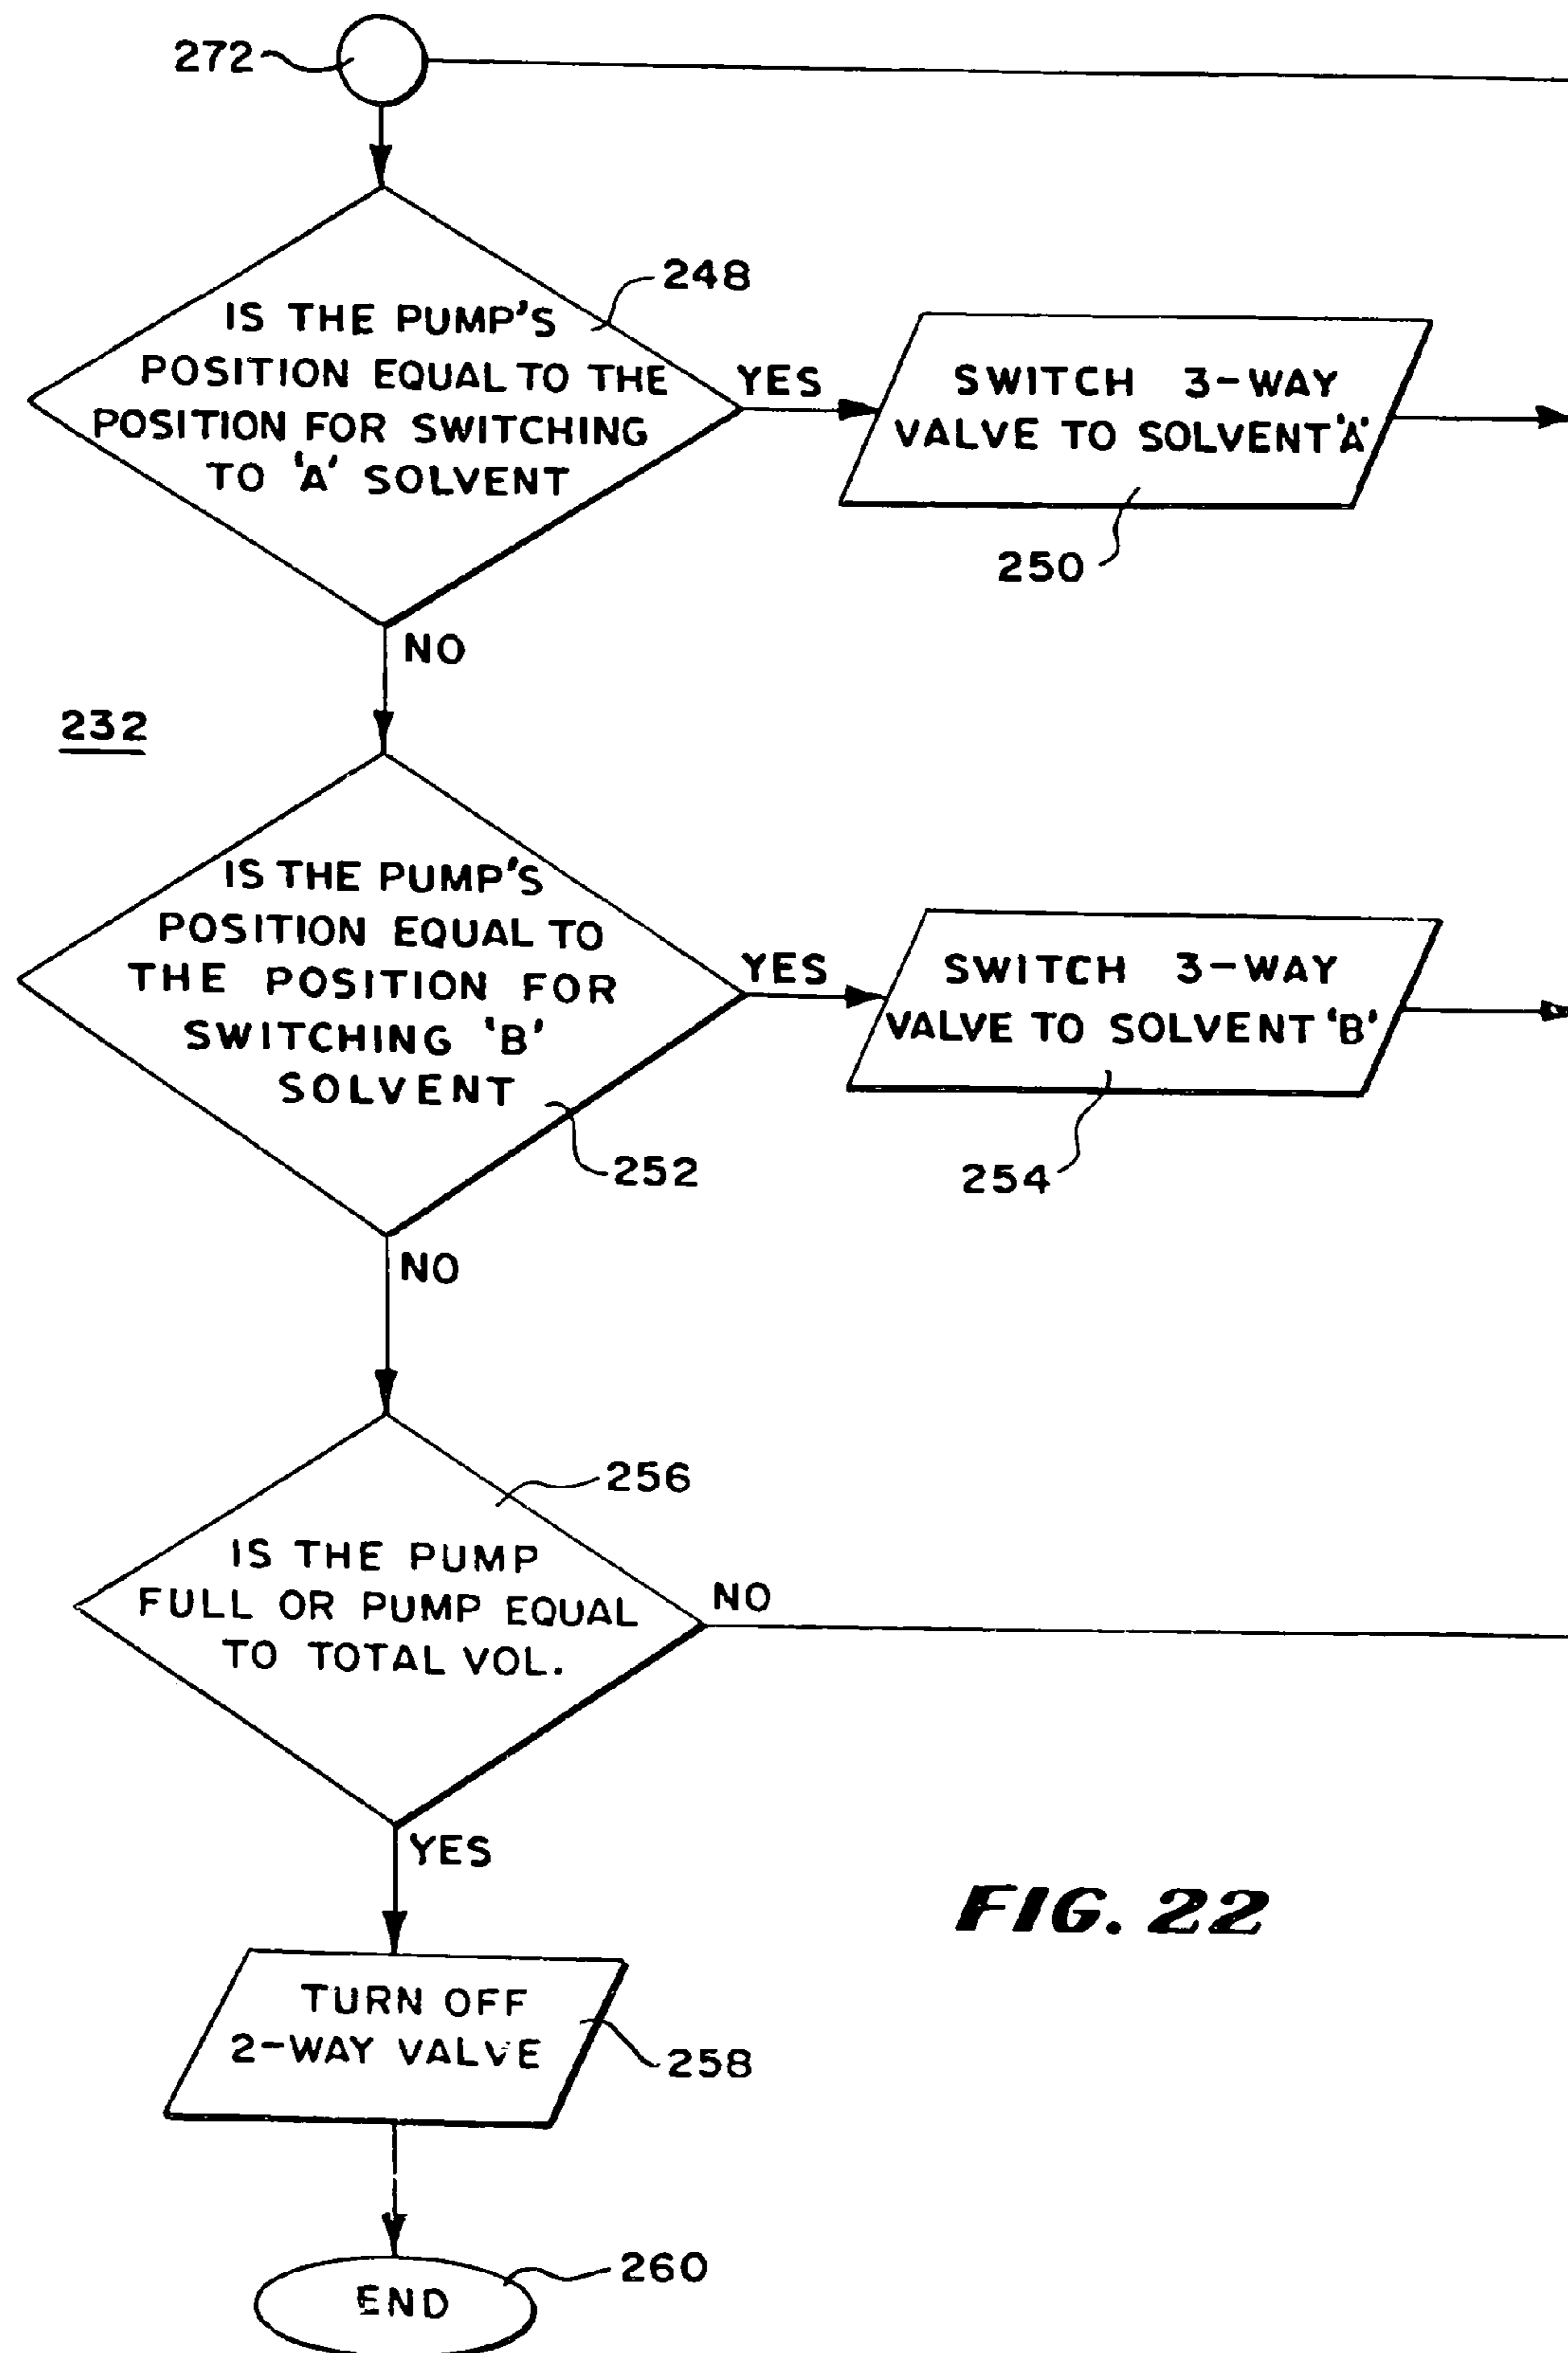 272
248
IS THE PUMP'S
POSITION EQUAL TO THE
POSITION FOR SWITCHING
TO 'A' SOLVENT
YES
SWITCH 3-WAY
VALVE TO SOLVENT 'A'
250
NO
232
IS THE PUMP'S
POSITION EQUAL TO
THE POSITION FOR
SWITCHING 'B'
SOLVENT
YES
SWITCH 3-WAY
VALVE TO SOLVENT 'B'
252
254
NO
256
IS THE PUMP
FULL OR PUMP EQUAL
TO TOTAL VOL.
NO
YES
FIG. 22
TURN OFF
2-WAY VALVE
258
260
END